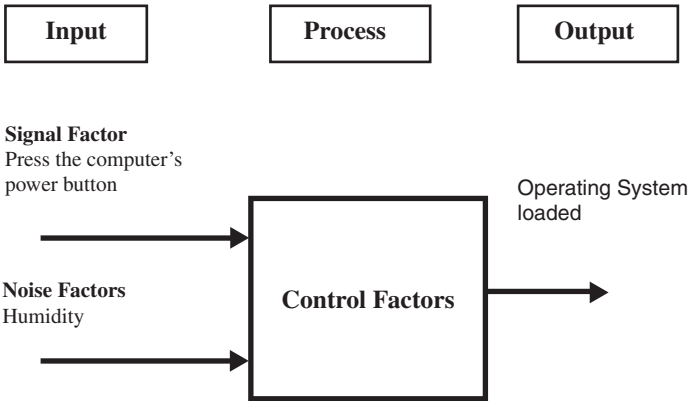 Input
Process
Output
Signal Factor
Press the computer’s
power button
Operating System
loaded
Noise Factors
Humidity
Control Factors